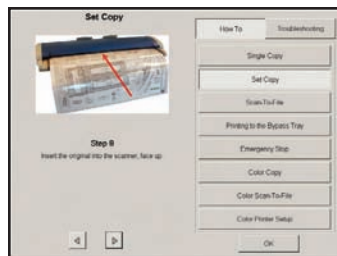 Set Copy
Step 8
Insert the original into the scanner, face up
How To
Troubleshooting
Single Copy
Set Copy
Scan-To-File
Printing to the Bypass Tray
Emergency Stop
Color Copy
Color Scan-To-File
Color Printer Setup
OK